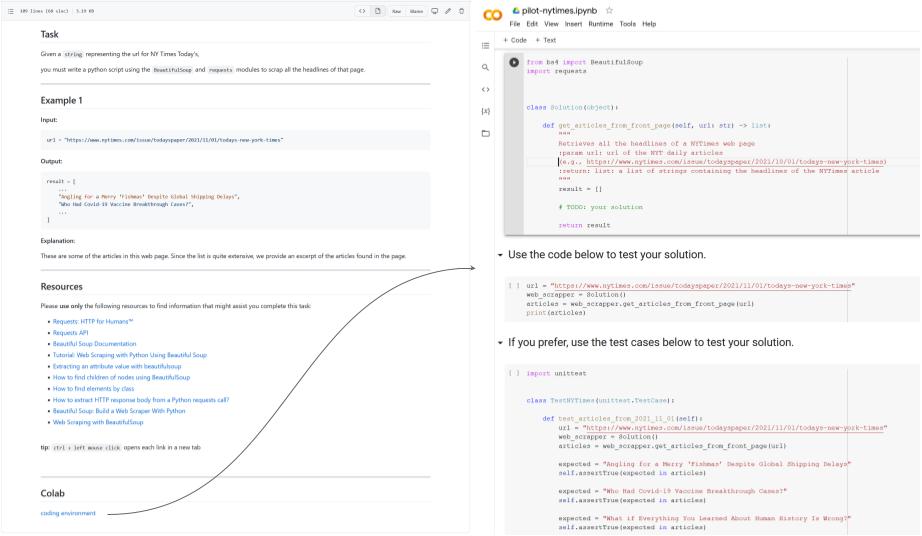 109 lines (60 sloc) 3.19 KB
Raw Blame
Task
Given a string representing the url for NY Times Today's,
you must write a python script using the BeautifulSoup and requests modules to scrap all the headlines of that page.
Example 1
Input:
url = "https://www.nytimes.com/issue/todayspaper/2021/11/01/todays-new-york-times"
Output:
result = [
...
"Angling for a Merry 'Fishmas' Despite Global Shipping Delays",
"Who Had Covid-19 Vaccine Breakthrough Cases?",
...
]
Explanation:
These are some of the articles in this web page. Since the list is quite extensive, we provide an excerpt of the articles found in the page.
Resources
Please use only the following resources to find information that might assist you complete this task:
• Requests: HTTP for Humans™
• Requests API
• Beautiful Soup Documentation
• Tutorial: Web Scraping with Python Using Beautiful Soup
• Extracting an attribute value with beautifulsoup
• How to find children of nodes using BeautifulSoup
• How to find elements by class
• How to extract HTTP response body from a Python requests call?
• Beautiful Soup: Build a Web Scraper With Python
• Web Scraping with BeautifulSoup
tip: ctrl + left mouse click opens each link in a new tab
Colab
coding environment
pilot-nytimes.ipynb
File Edit View Insert Runtime Tools Help
+ Code + Text
from bs4 import BeautifulSoup
import requests
class Solution(object):
def get_articles_from_front_page(self, url: str) -> list:
"""
Retrieves all the headlines of a NYTimes web page
:param url: url of the NYT daily articles
(e.g., https://www.nytimes.com/issue/todayspaper/2021/10/01/todays-new-york-times)
:return: list: a list of strings containing the headlines of the NYTimes article
"""
result = []
# TODO: your solution
return result
Use the code below to test your solution.
[ ] url = "https://www.nytimes.com/issue/todayspaper/2021/11/01/todays-new-york-times"
web_scrapper = Solution()
articles = web_scrapper.get_articles_from_front_page(url)
print(articles)
If you prefer, use the test cases below to test your solution.
[ ] import unittest
class TestNYTimes(unittest.TestCase):
def test_articles_from_2021_11_01(self):
url = "https://www.nytimes.com/issue/todayspaper/2021/11/01/todays-new-york-times"
web_scrapper = Solution()
articles = web_scrapper.get_articles_from_front_page(url)
expected = "Angling for a Merry 'Fishmas' Despite Global Shipping Delays"
self.assertTrue(expected in articles)
expected = "Who Had Covid-19 Vaccine Breakthrough Cases?"
self.assertTrue(expected in articles)
expected = "What if Everything You Learned About Human History Is Wrong?"
self.assertTrue(expected in articles)